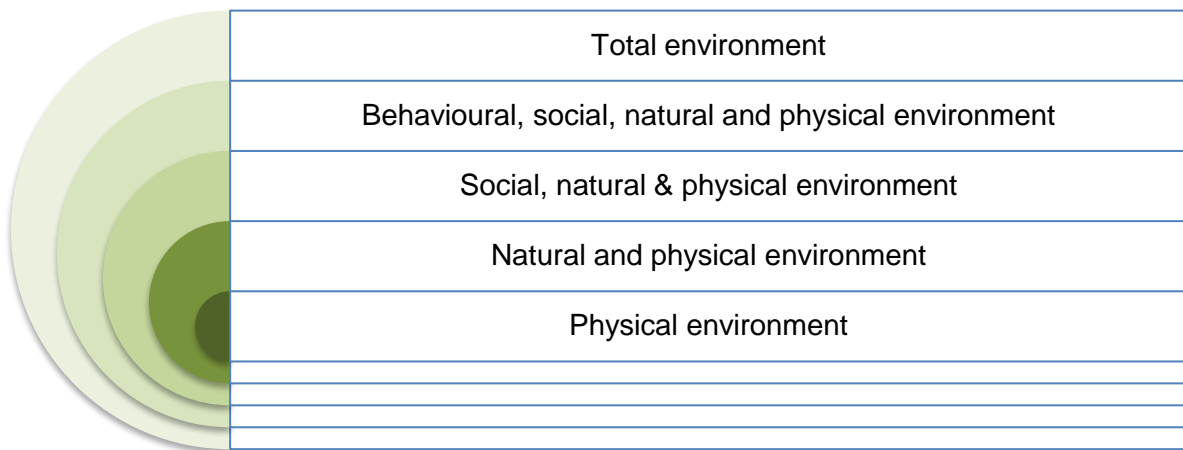 Total environment
Behavioural, social, natural and physical environment
Social, natural & physical environment
Natural and physical environment
Physical environment